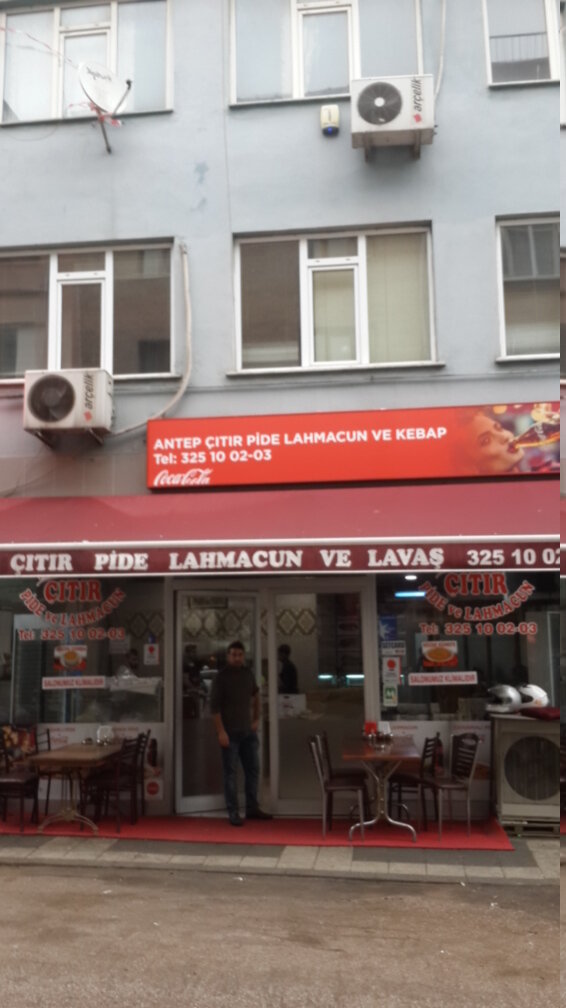 arçelik
arçelik
ANTEP ÇITIR PİDE LAHMACUN VE KEBAP
Tel: 325 10 02-03
Coca-Cola
ÇITIR PİDE LAHMACUN VE LAVAŞ 325 10 02
ÇITIR
PİDE ve LAHMACUN
Tel: 325 10 02-03
SALONUMUZ KLİMALIDIR
ÇITIR
PİDE ve LAHMACUN
Tel: 325 10 02-03
SALONUMUZ KLİMALIDIR